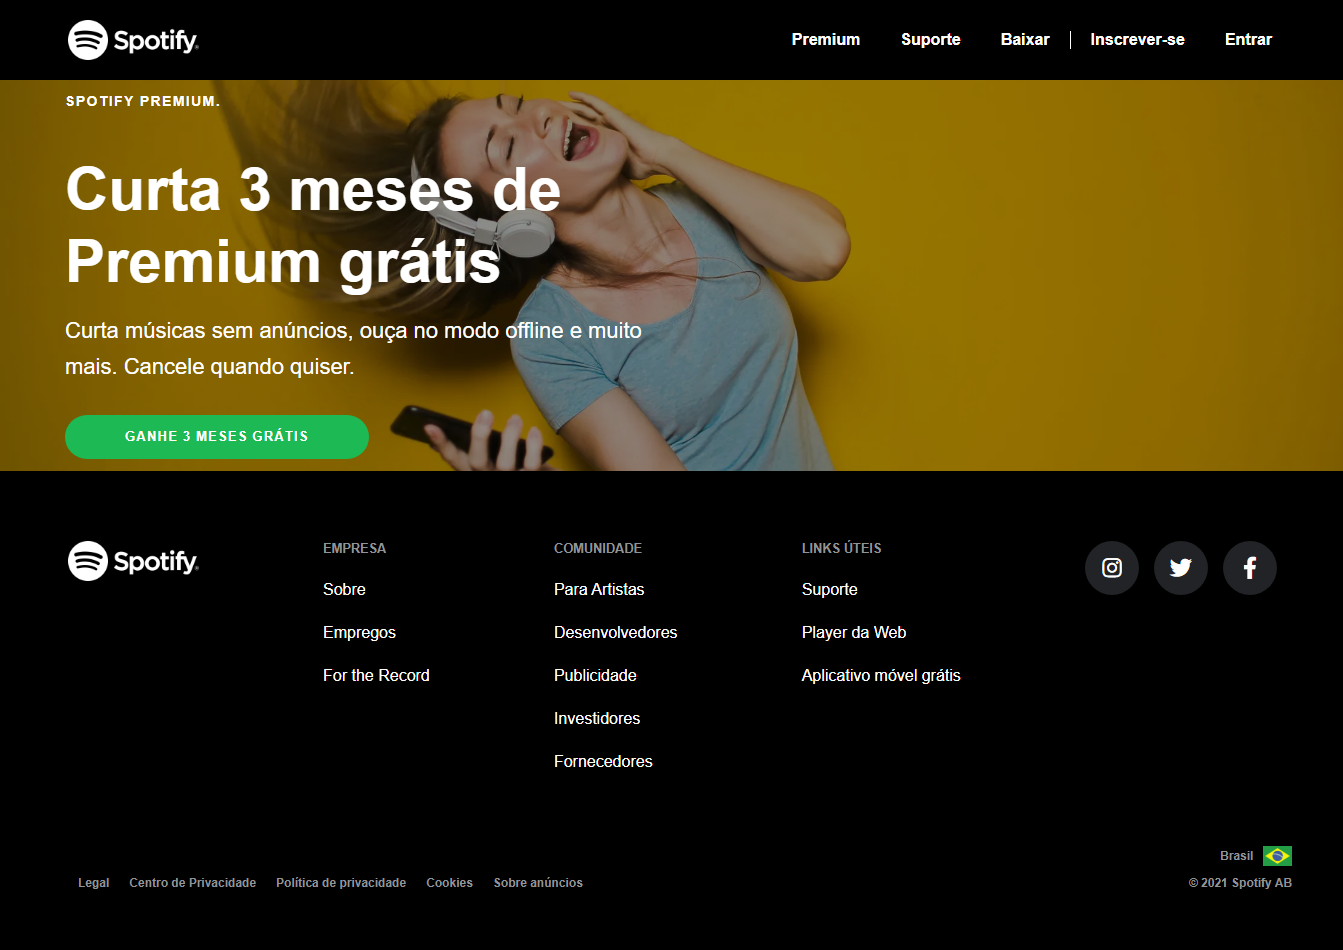 Spotify®
Premium
Suporte
Baixar
Inscrever-se
Entrar
SPOTIFY PREMIUM.
Curta 3 meses de
Premium grátis
Curta músicas sem anúncios, ouça no modo offline e muito
mais. Cancele quando quiser.
GANHE 3 MESES GRÁTIS
Spotify®
EMPRESA
Sobre
Empregos
For the Record
COMUNIDADE
Para Artistas
Desenvolvedores
Publicidade
Investidores
Fornecedores
LINKS ÚTEIS
Suporte
Player da Web
Aplicativo móvel grátis
Brasil
Legal
Centro de Privacidade
Política de privacidade
Cookies
Sobre anúncios
© 2021 Spotify AB